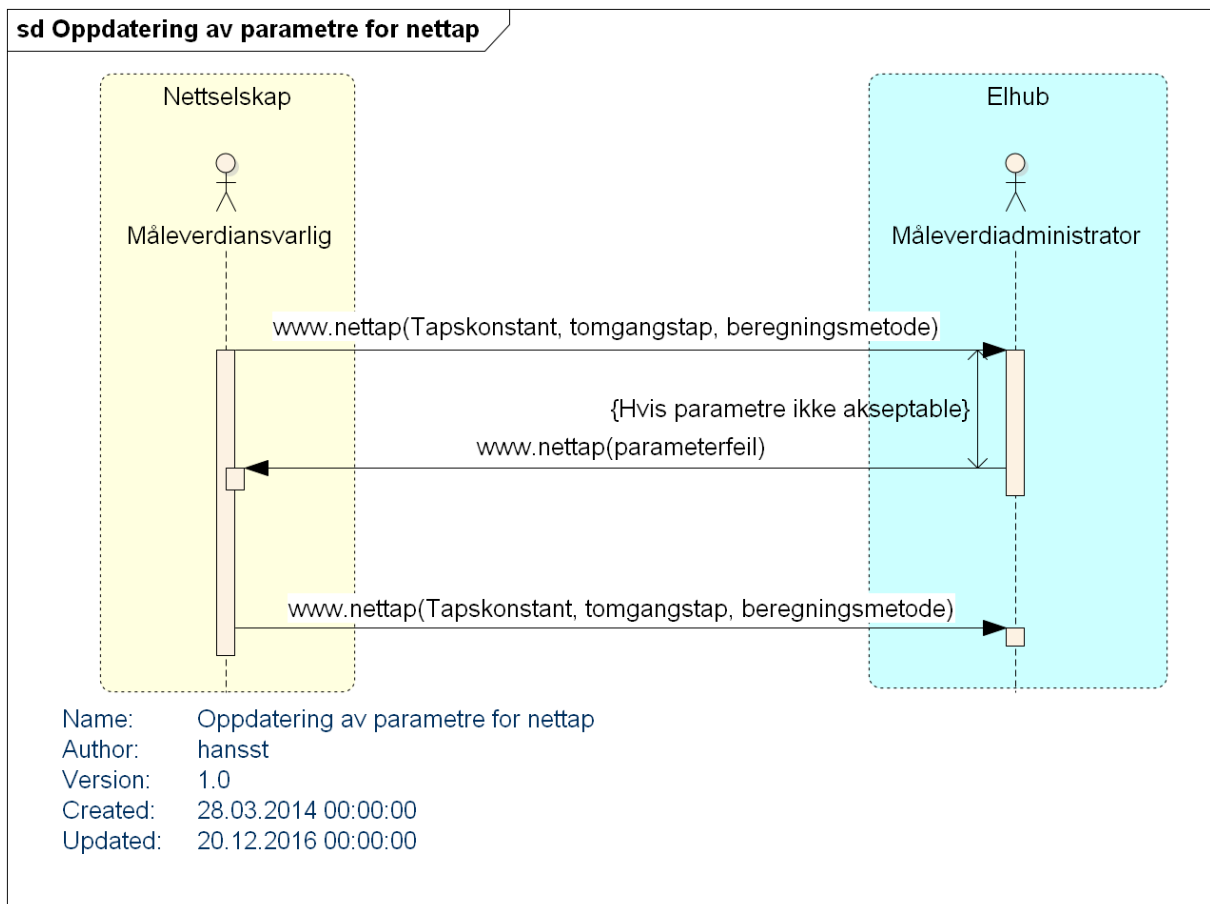 sd Oppdatering av parametre for nettap
Nettselskap
Elhub
Måleverdiansvarlig
Måleverdiadministrator
www.nettap(Tapskonstant, tomgangstap, beregningsmetode)
{Hvis parametre ikke akseptable}
www.nettap(parameterfeil)
www.nettap(Tapskonstant, tomgangstap, beregningsmetode)
Name: Oppdatering av parametre for nettap
Author: hansst
Version: 1.0
Created: 28.03.2014 00:00:00
Updated: 20.12.2016 00:00:00